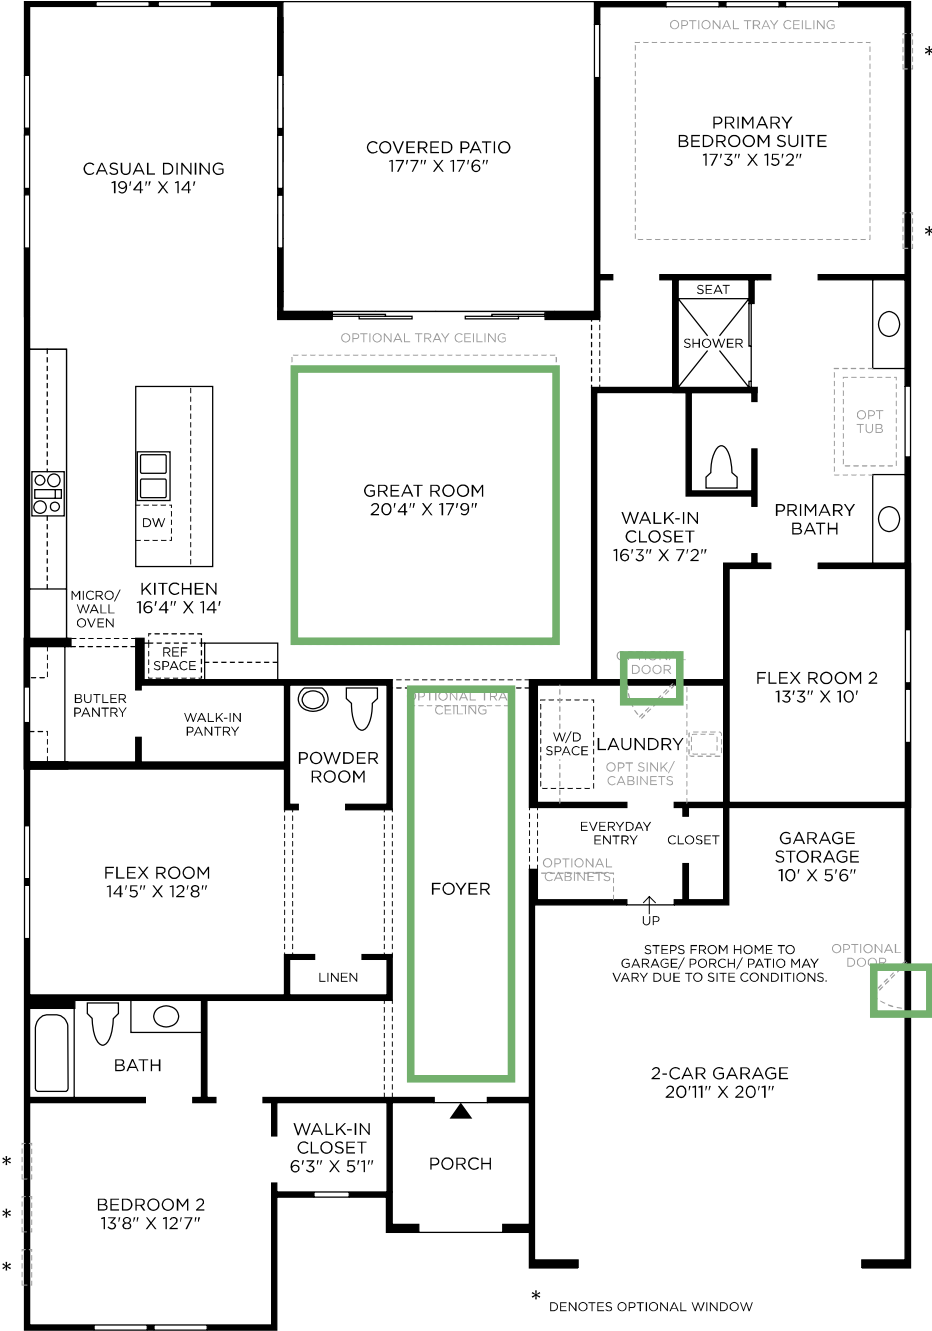 OPTIONAL TRAY CEILING
*
PRIMARY
BEDROOM SUITE
17'3" X 15'2"
COVERED PATIO
17'7" X 17'6"
CASUAL DINING
19'4" X 14'
*
SEAT
SHOWER
OPTIONAL TRAY CEILING
OPT
TUB
GREAT ROOM
20'4" X 17'9"
DW
WALK-IN
CLOSET
16'3" X 7'2"
PRIMARY
BATH
KITCHEN
16'4" X 14'
MICRO/
WALL
OVEN
REF
SPACE
OPTIONAL
DOOR
FLEX ROOM 2
13'3" X 10'
BUTLER
PANTRY
WALK-IN
PANTRY
OPTIONAL TRAY
CEILING
POWDER
ROOM
W/D
SPACE
LAUNDRY
OPT SINK/
CABINETS
EVERYDAY
ENTRY
CLOSET
GARAGE
STORAGE
10' X 5'6"
OPTIONAL
CABINETS
FLEX ROOM
14'5" X 12'8"
FOYER
UP
STEPS FROM HOME TO
GARAGE/ PORCH/ PATIO MAY
VARY DUE TO SITE CONDITIONS.
OPTIONAL
DOOR
LINEN
BATH
2-CAR GARAGE
20'11" X 20'1"
WALK-IN
CLOSET
6'3" X 5'1"
PORCH
*
BEDROOM 2
13'8" X 12'7"
*
*
* DENOTES OPTIONAL WINDOW